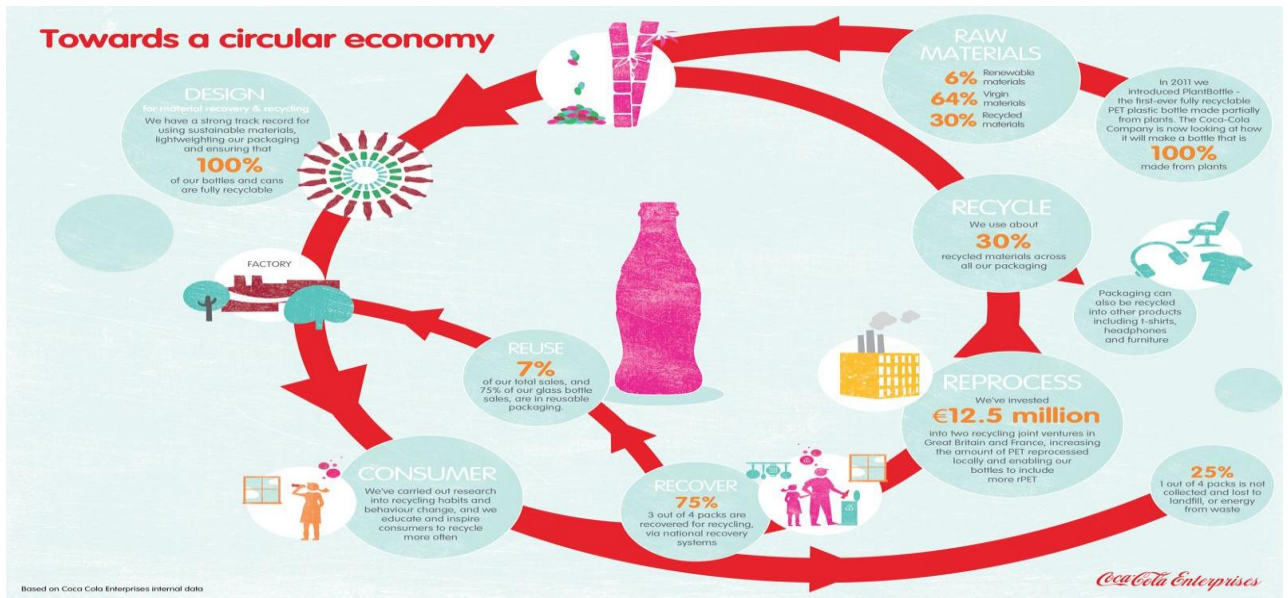 Towards a circular economy
DESIGN
for material recovery & recycling
We have a strong track record for
using sustainable materials,
lightweighting our packaging
and ensuring that
100%
of our bottles and cans
are fully recyclable
RAW
MATERIALS
6% Renewable
materials
64% Virgin
materials
30% Recycled
materials
In 2011 we
introduced PlantBottle -
the first-ever fully recyclable
PET plastic bottle made partially
from plants. The Coca-Cola
Company is now looking at how
it will make a bottle that is
100%
made from plants
RECYCLE
We use about
30%
recycled materials across
all our packaging
Packaging can
also be recycled
into other products
including t-shirts,
headphones
and furniture
FACTORY
REUSE
7%
of our total sales, and
75% of our glass bottle
sales, are in reusable
packaging.
REPROCESS
We've invested
€12.5 million
into two recycling joint ventures in
Great Britain and France, increasing
the amount of PET reprocessed
locally and enabling our
bottles to include
more rPET
CONSUMER
We've carried out research
into recycling habits and
behaviour change, and we
educate and inspire
consumers to recycle
more often
RECOVER
75%
3 out of 4 packs are
recovered for recycling,
via national recovery
systems
25%
1 out of 4 packs is not
collected and lost to
landfill, or energy
from waste
Based on Coca Cola Enterprises internal data
Coca-Cola Enterprises